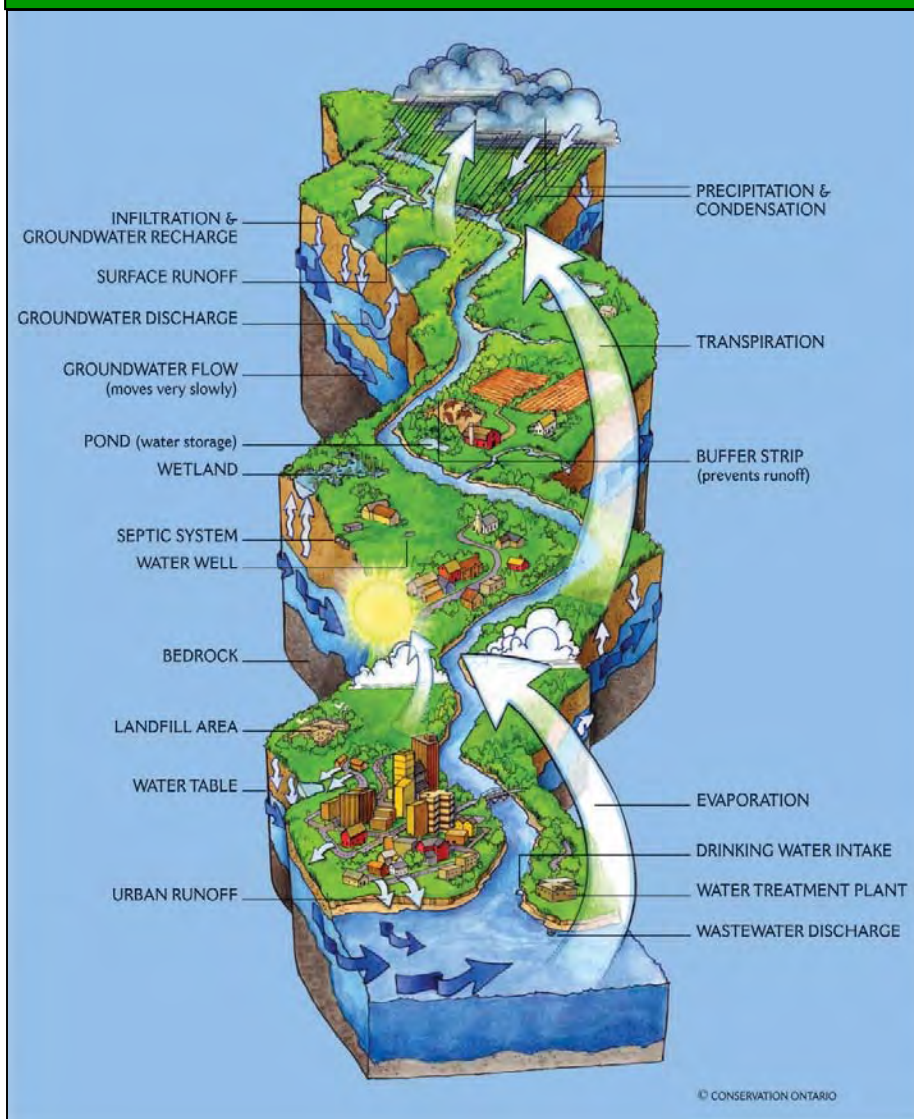 INFILTRATION &
GROUNDWATER RECHARGE
SURFACE RUNOFF
GROUNDWATER DISCHARGE
GROUNDWATER FLOW
(moves very slowly)
POND (water storage)
WETLAND
SEPTIC SYSTEM
WATER WELL
BEDROCK
LANDFILL AREA
WATER TABLE
URBAN RUNOFF
PRECIPITATION &
CONDENSATION
TRANSPIRATION
BUFFER STRIP
(prevents runoff)
EVAPORATION
DRINKING WATER INTAKE
WATER TREATMENT PLANT
WASTEWATER DISCHARGE
© CONSERVATION ONTARIO